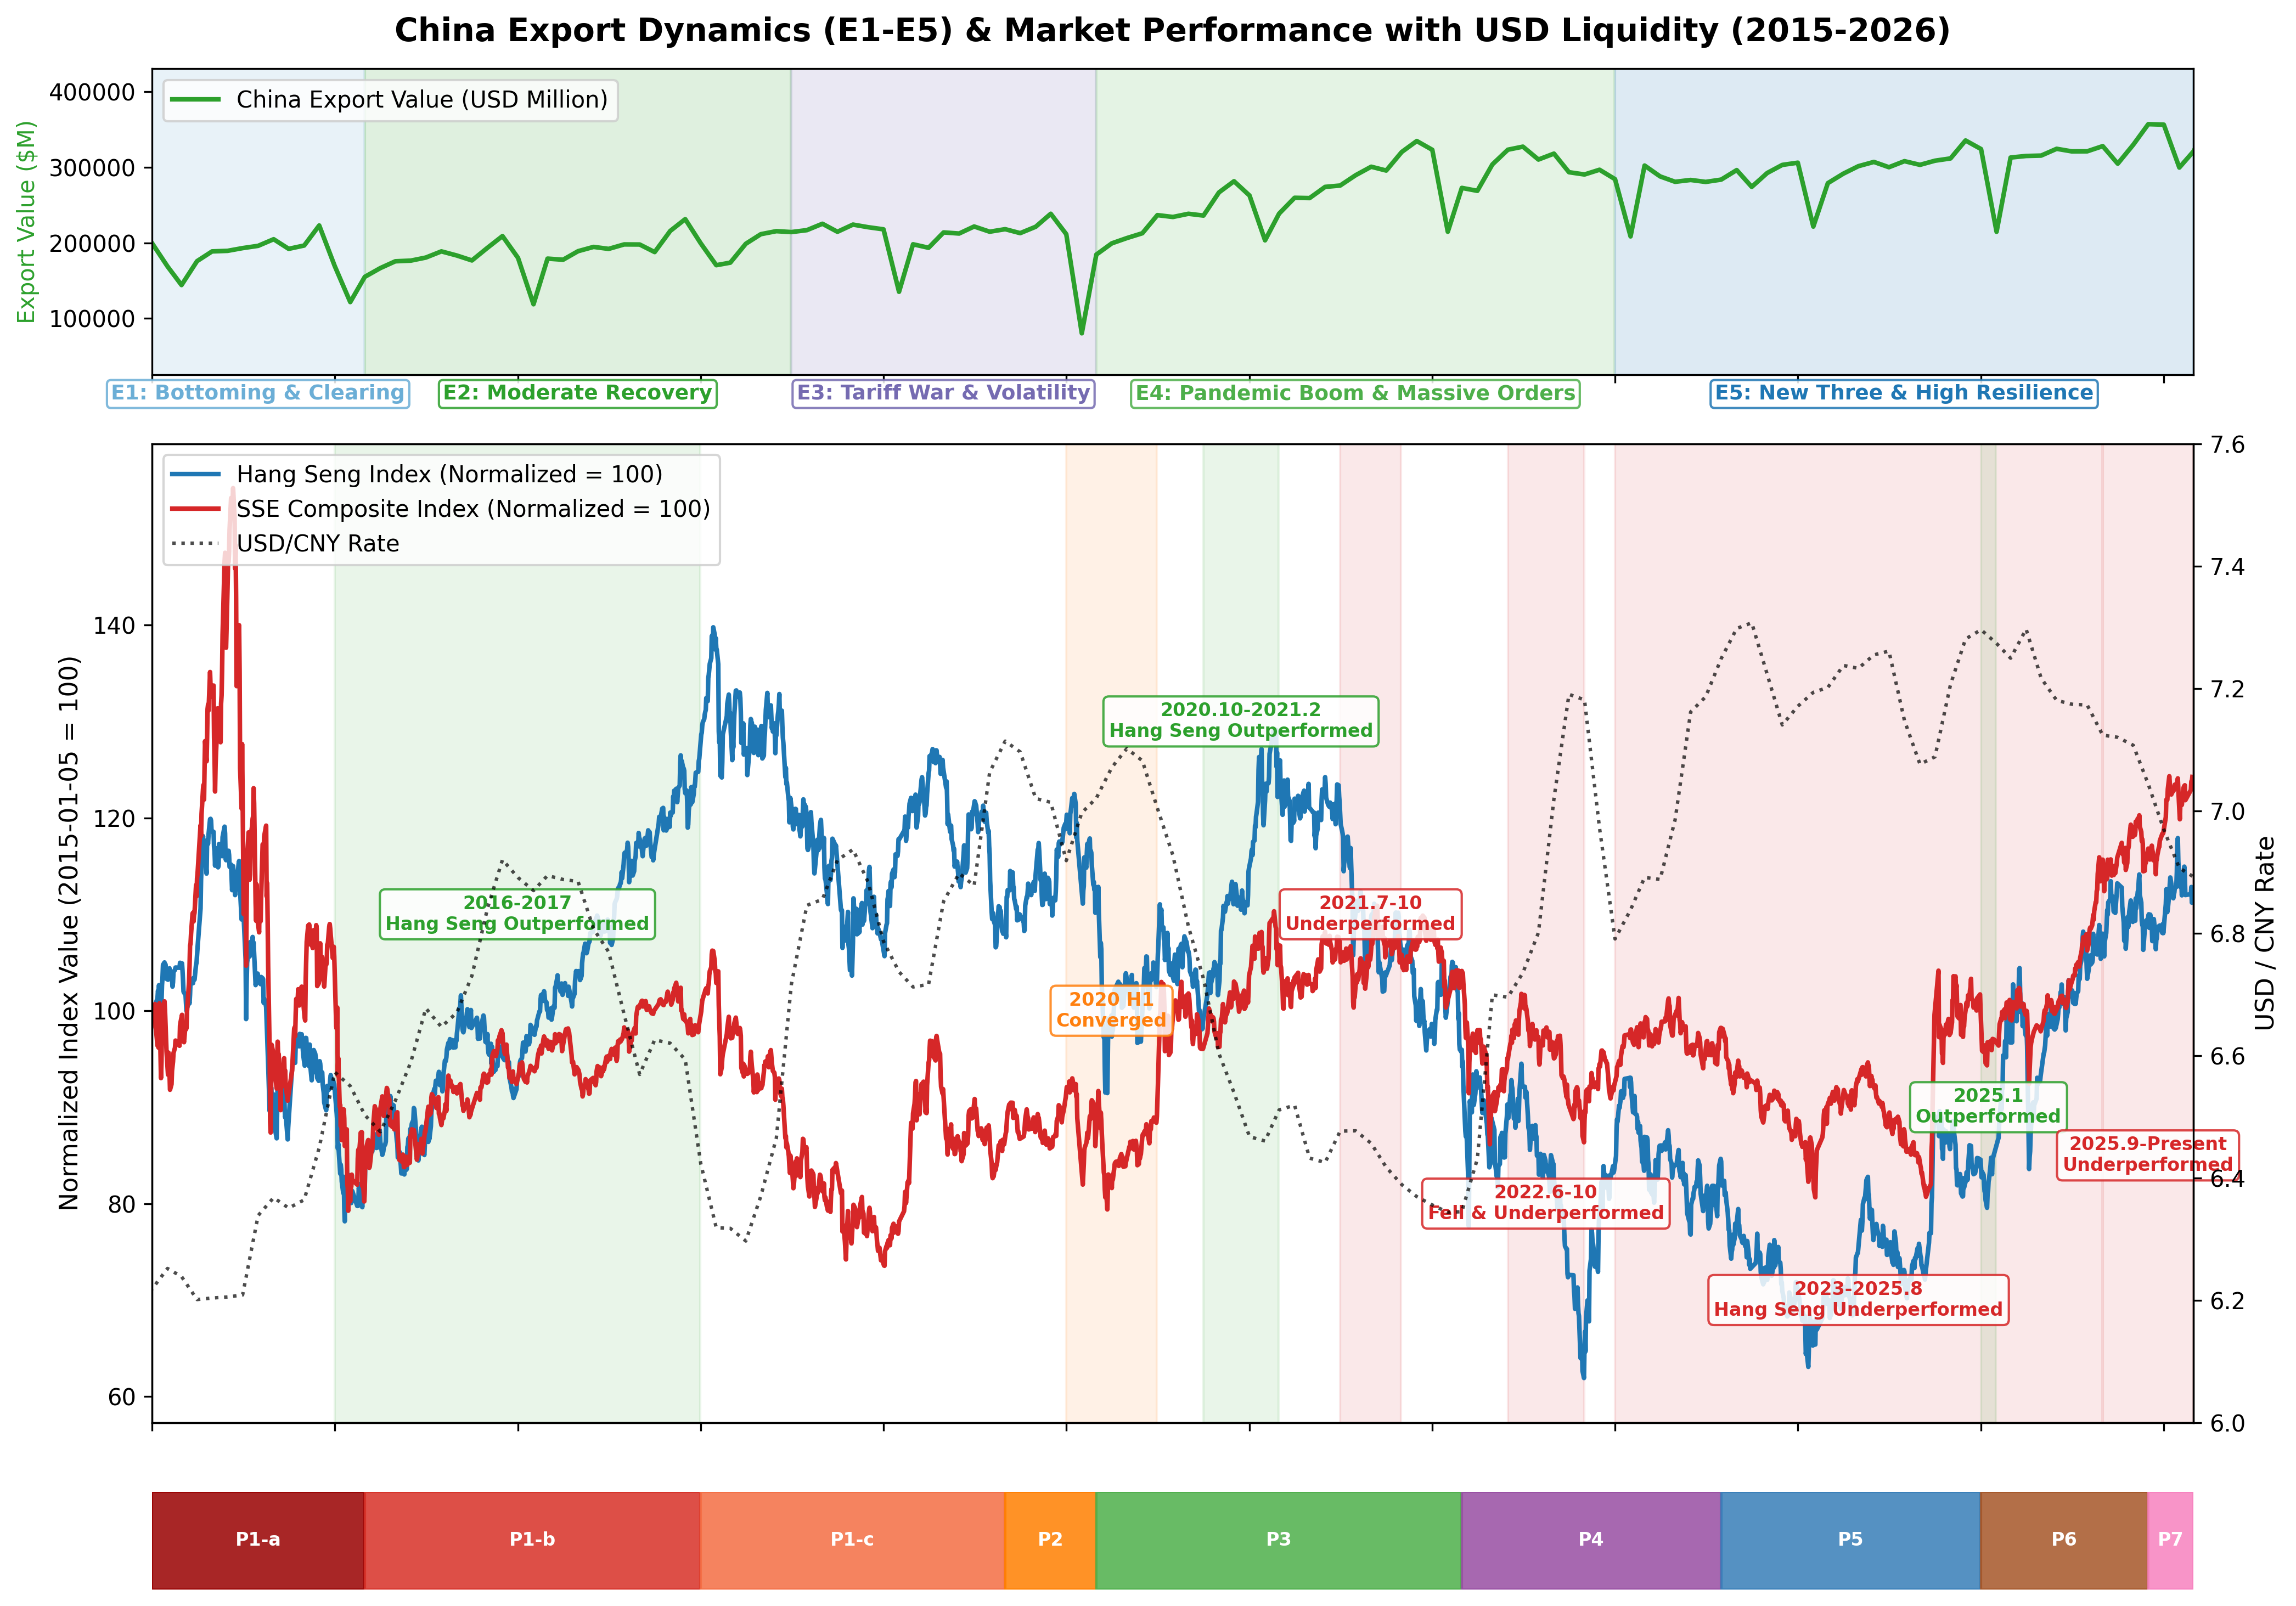 China Export Dynamics (E1-E5) & Market Performance with USD Liquidity (2015-2026)
China Export Value (USD Million)
Export Value ($M)
400000
300000
200000
100000
E1: Bottoming & Clearing
E2: Moderate Recovery
E3: Tariff War & Volatility
E4: Pandemic Boom & Massive Orders
E5: New Three & High Resilience
Hang Seng Index (Normalized = 100)
SSE Composite Index (Normalized = 100)
USD/CNY Rate
Normalized Index Value (2015-01-05 = 100)
140
120
100
80
60
7.6
7.4
7.2
7.0
6.8
6.6
6.4
6.2
6.0
USD / CNY Rate
2020.10-2021.2
Hang Seng Outperformed
2016-2017
Hang Seng Outperformed
2021.7-10
Underperformed
2020 H1
Converged
2025.1
Outperformed
2025.9-Present
Underperformed
2022.6-10
Fell & Underperformed
2023-2025.8
Hang Seng Underperformed
P1-a
P1-b
P1-c
P2
P3
P4
P5
P6
P7